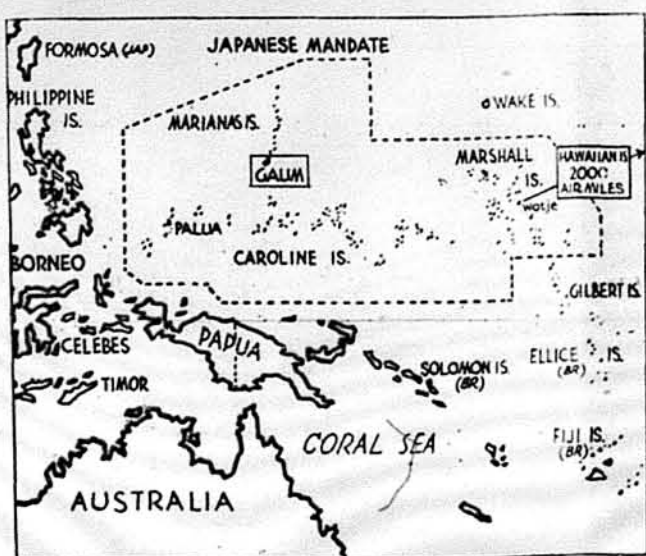 FORMOSA (JAP)
JAPANESE MANDATE
PHILIPPINE
IS.
MARIANAS IS.
WAKE IS.
GAUM
MARSHALL
IS.
HAWAIIAN IS
2000
AIR MILES
Wotje
PALUA
CAROLINE IS.
BORNEO
GILBERT IS.
CELEBES
PAPUA
SOLOMON IS.
(BR)
ELLICE IS.
(BR)
TIMOR
CORAL SEA
FIJI IS.
(BR)
AUSTRALIA